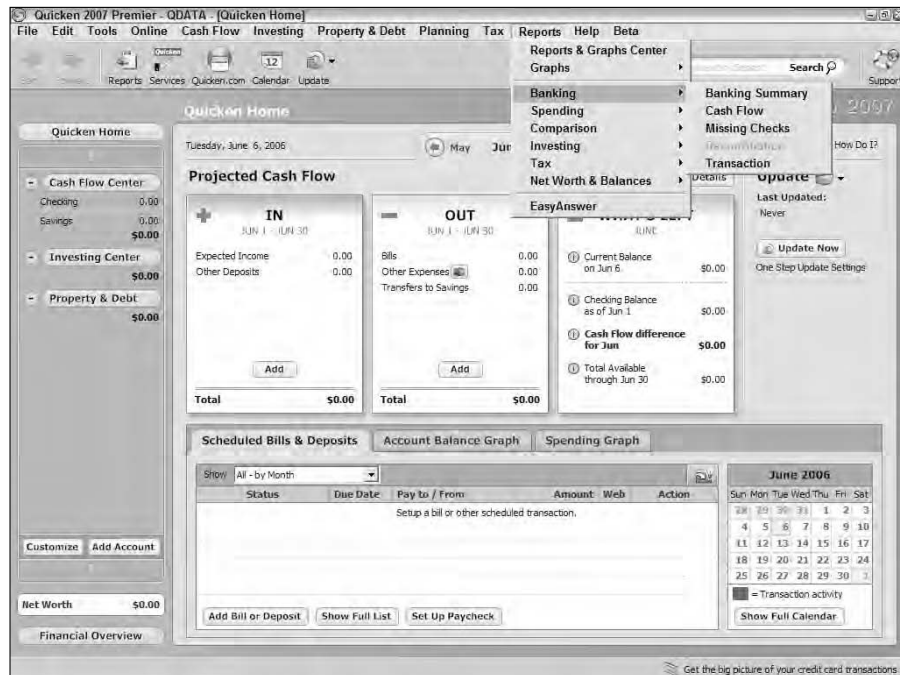 Quicken 2007 Premier - QDATA - [Quicken Home]
File Edit Tools Online Cash Flow Investing Property & Debt Planning Tax Reports Help Beta
Quicken
12
Reports Services Quicken.com Calendar Update
Search
Support
Reports & Graphs Center
Graphs
Banking
Spending
Comparison
Investing
Tax
Net Worth & Balances
EasyAnswer
Banking Summary
Cash Flow
Missing Checks
Transaction
Quicken Home
2007
Quicken Home
Cash Flow Center
Checking 0.00
Savings 0.00
$0.00
Investing Center
$0.00
Property & Debt
$0.00
Customize Add Account
Net Worth $0.00
Financial Overview
Tuesday, June 6, 2006
May
How Do I?
Projected Cash Flow
Details
IN
JUN 1 - JUN 30
Expected Income 0.00
Other Deposits 0.00
Add
Total $0.00
OUT
JUN 1 - JUN 30
Bills 0.00
Other Expenses 0.00
Transfers to Savings 0.00
Add
Total $0.00
WHAT'S LEFT
JUNE
Current Balance
on Jun 6 $0.00
Checking Balance
as of Jun 1 $0.00
Cash Flow difference
for Jun $0.00
Total Available
through Jun 30 $0.00
Update
Last Updated:
Never
Update Now
One Step Update Settings
Scheduled Bills & Deposits Account Balance Graph Spending Graph
Show All - by Month
Status Due Date Pay to / From Amount Web Action
Setup a bill or other scheduled transaction.
Add Bill or Deposit Show Full List Set Up Paycheck
June 2006
Sun Mon Tue Wed Thu Fri Sat
28 29 30 31 1 2 3
4 5 6 7 8 9 10
11 12 13 14 15 16 17
18 19 20 21 22 23 24
25 26 27 28 29 30
= Transaction activity
Show Full Calendar
Get the big picture of your credit card transactions